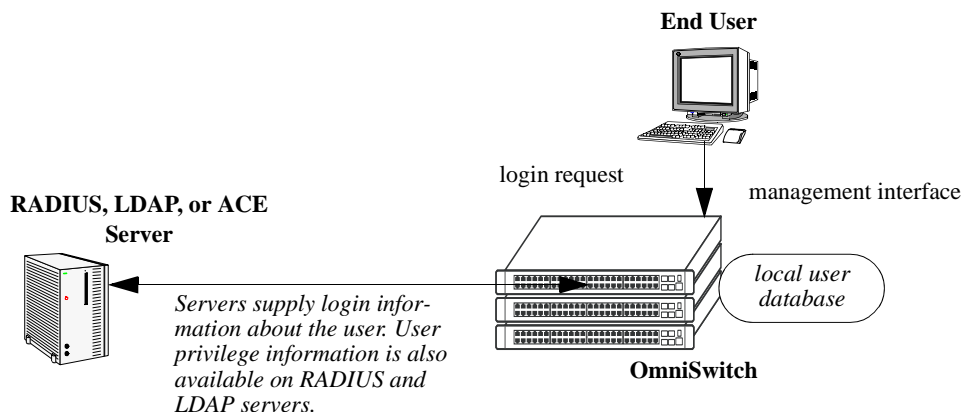 End User
login request
management interface
RADIUS, LDAP, or ACE
Server
local user
database
Servers supply login infor-
mation about the user. User
privilege information is also
available on RADIUS and
LDAP servers.
OmniSwitch